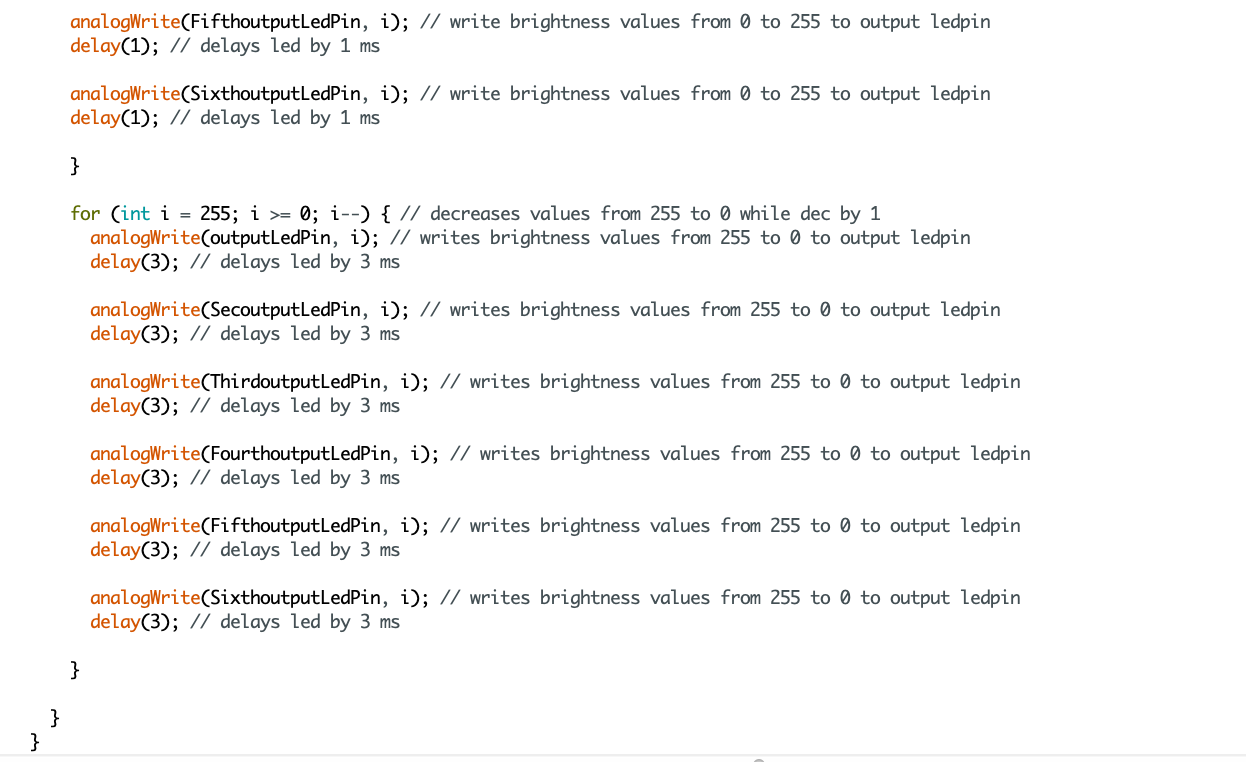 analogWrite(FifthoutputLedPin, i); // write brightness values from 0 to 255 to output ledpin
delay(1); // delays led by 1 ms
analogWrite(SixthoutputLedPin, i); // write brightness values from 0 to 255 to output ledpin
delay(1); // delays led by 1 ms
}
for (int i = 255; i >= 0; i--) { // decreases values from 255 to 0 while dec by 1
analogWrite(outputLedPin, i); // writes brightness values from 255 to 0 to output ledpin
delay(3); // delays led by 3 ms
analogWrite(SecoutputLedPin, i); // writes brightness values from 255 to 0 to output ledpin
delay(3); // delays led by 3 ms
analogWrite(ThirdoutputLedPin, i); // writes brightness values from 255 to 0 to output ledpin
delay(3); // delays led by 3 ms
analogWrite(FourthoutputLedPin, i); // writes brightness values from 255 to 0 to output ledpin
delay(3); // delays led by 3 ms
analogWrite(FifthoutputLedPin, i); // writes brightness values from 255 to 0 to output ledpin
delay(3); // delays led by 3 ms
analogWrite(SixthoutputLedPin, i); // writes brightness values from 255 to 0 to output ledpin
delay(3); // delays led by 3 ms
}
}
}